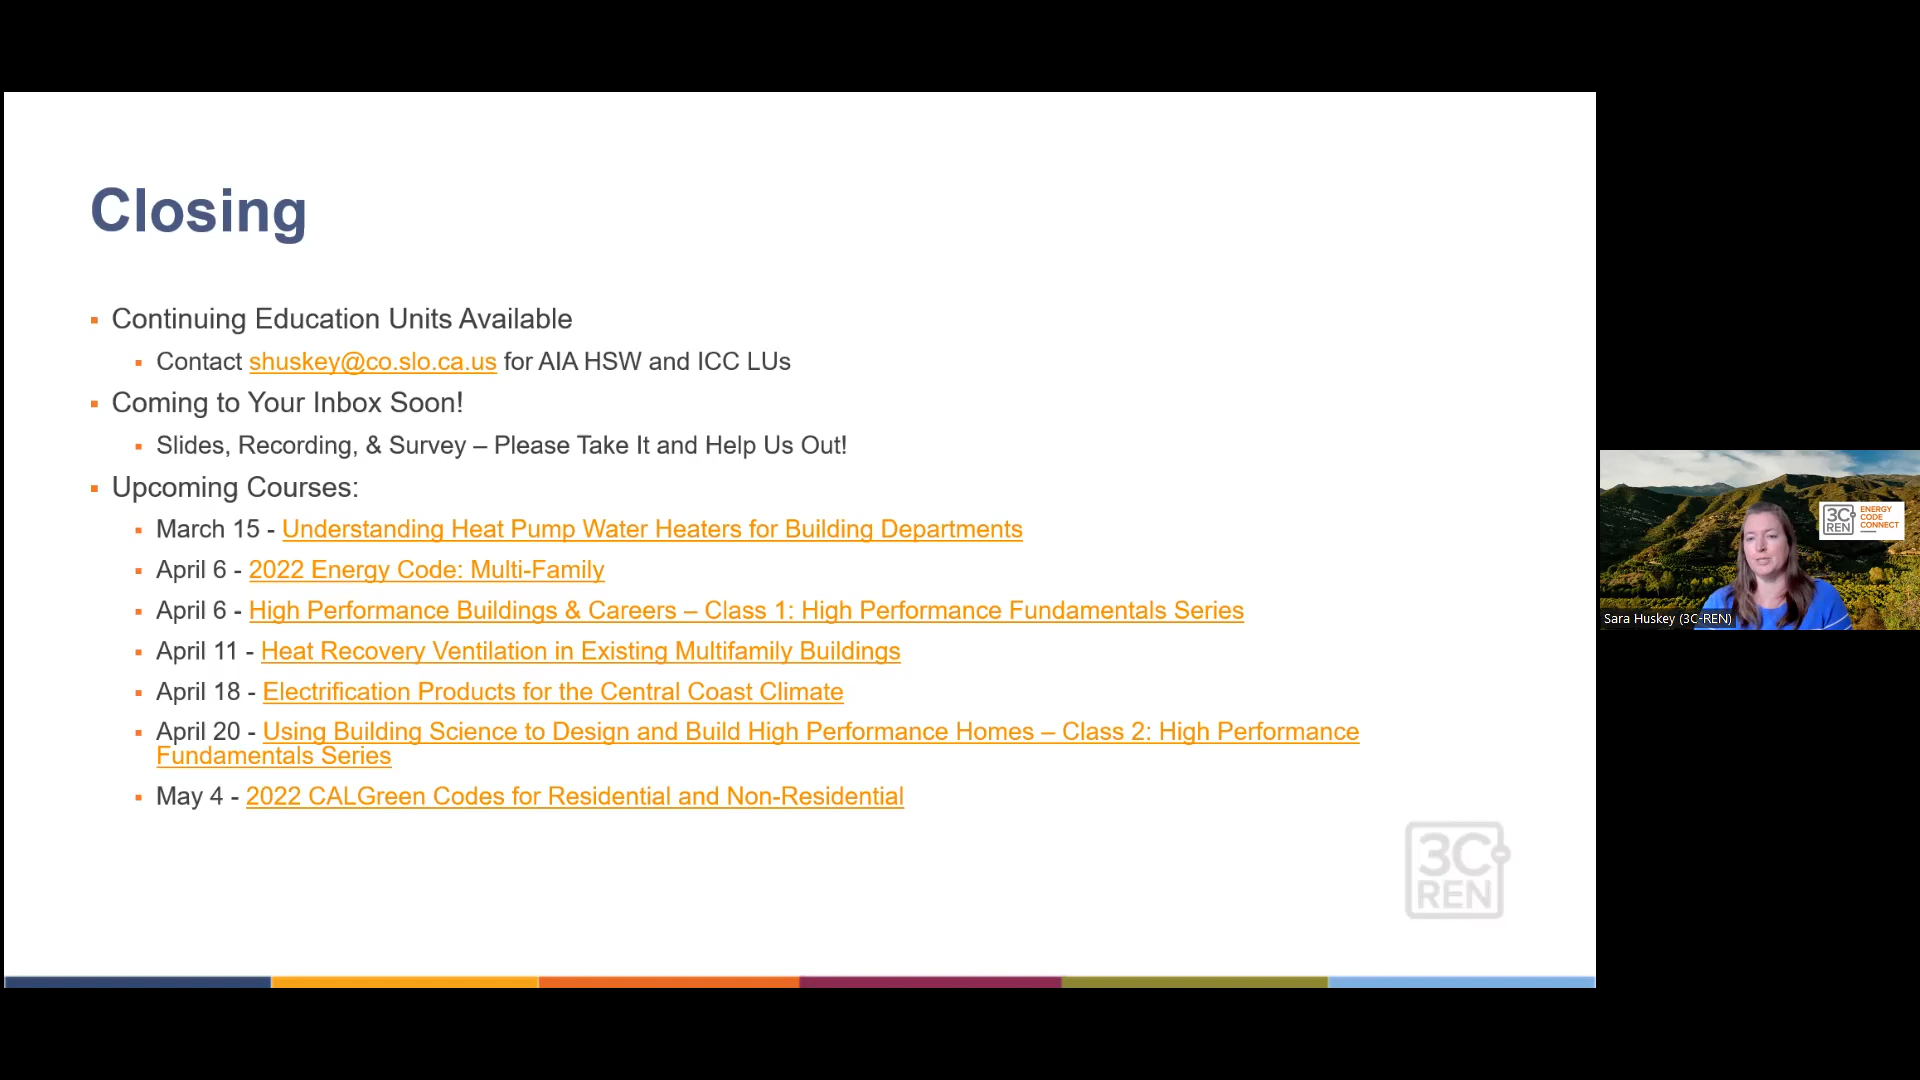 Closing
Continuing Education Units Available
Contact shuskey@co.slo.ca.us for AIA HSW and ICC LUs
Coming to Your Inbox Soon!
Slides, Recording, & Survey – Please Take It and Help Us Out!
Upcoming Courses:
March 15 - Understanding Heat Pump Water Heaters for Building Departments
April 6 - 2022 Energy Code: Multi-Family
April 6 - High Performance Buildings & Careers – Class 1: High Performance Fundamentals Series
April 11 - Heat Recovery Ventilation in Existing Multifamily Buildings
April 18 - Electrification Products for the Central Coast Climate
April 20 - Using Building Science to Design and Build High Performance Homes – Class 2: High Performance
Fundamentals Series
May 4 - 2022 CALGreen Codes for Residential and Non-Residential
3C
REN
3C
REN
ENERGY
CODE
CONNECT
Sara Huskey (3C-REN)